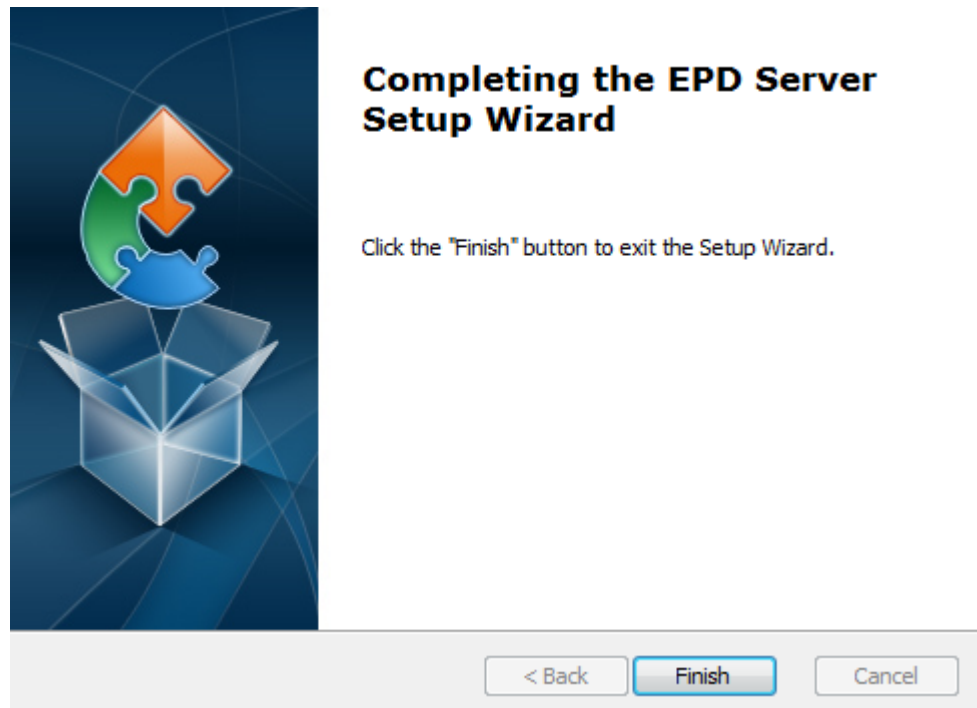 Completing the EPD Server
Setup Wizard
Click the "Finish" button to exit the Setup Wizard.
< Back
Finish
Cancel